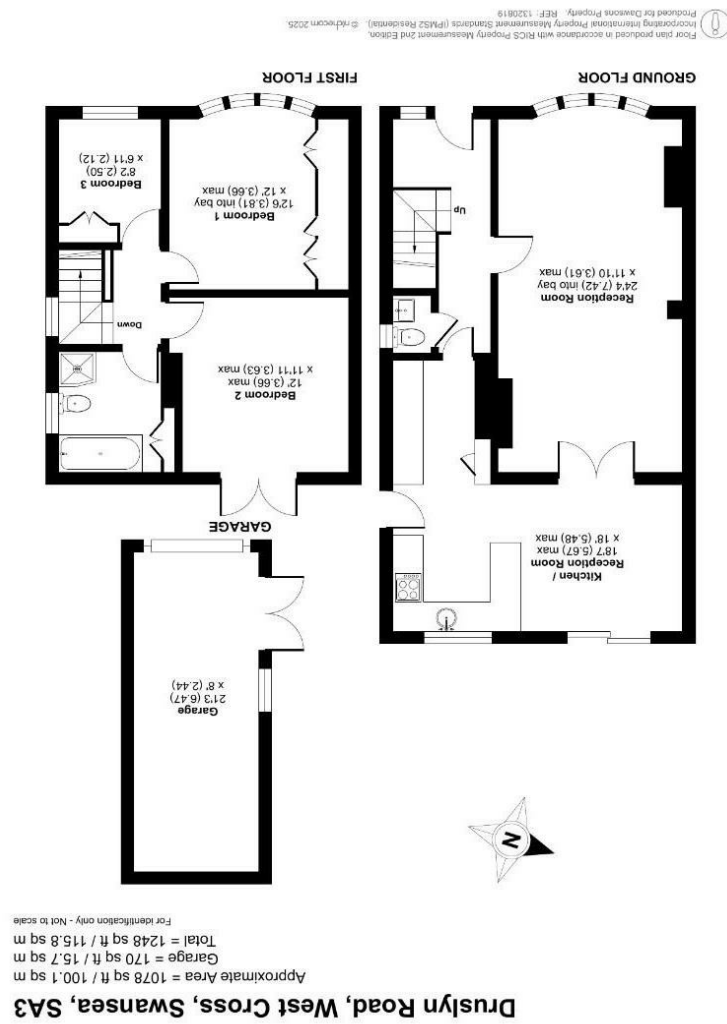 Druslyn Road, West Cross, Swansea, SA3
Approximate Area = 1078 sq ft / 100.1 sq m
Garage = 170 sq ft / 15.7 sq m
Total = 1248 sq ft / 115.8 sq m
For identification only - Not to scale
N
Garage
21'3 (6.47)
x 8' (2.44)
GARAGE
Kitchen /
Reception Room
18'7 (5.67) max
x 18' (5.48) max
Reception Room
24'4 (7.42) into bay
x 11'10 (3.61) max
Up
GROUND FLOOR
Bedroom 2
12' (3.66) max
x 11'11 (3.63) max
Down
Bedroom 1
12'6 (3.81) into bay
x 12' (3.66) max
Bedroom 3
8'2 (2.50)
x 6'11 (2.12)
FIRST FLOOR
Floor plan produced in accordance with RICS Property Measurement 2nd Edition,
Incorporating International Property Measurement Standards (IPMS2 Residential). © nichecom 2025.
Produced for Dawsons Property. REF: 1320819